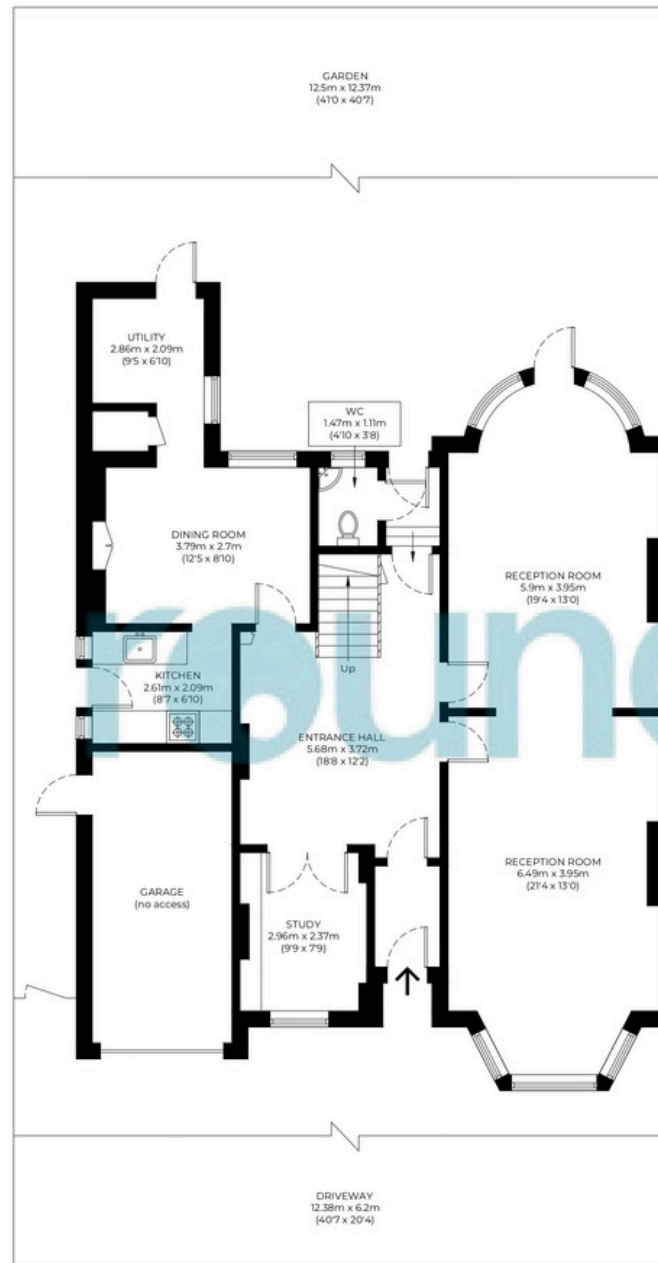 GARDEN
12.5m x 12.37m
(41'0 x 40'7)
UTILITY
2.86m x 2.09m
(9'5 x 6'10)
WC
1.47m x 1.11m
(4'10 x 3'8)
DINING ROOM
3.79m x 2.7m
(12'5 x 8'10)
RECEPTION ROOM
5.9m x 3.95m
(19'4 x 13'0)
Up
KITCHEN
2.61m x 2.09m
(8'7 x 6'10)
roun
ENTRANCE HALL
5.68m x 3.72m
(18'8 x 12'2)
GARAGE
(no access)
RECEPTION ROOM
6.49m x 3.95m
(21'4 x 13'0)
STUDY
2.96m x 2.37m
(9'9 x 7'9)
DRIVEWAY
12.38m x 6.2m
(40'7 x 20'4)